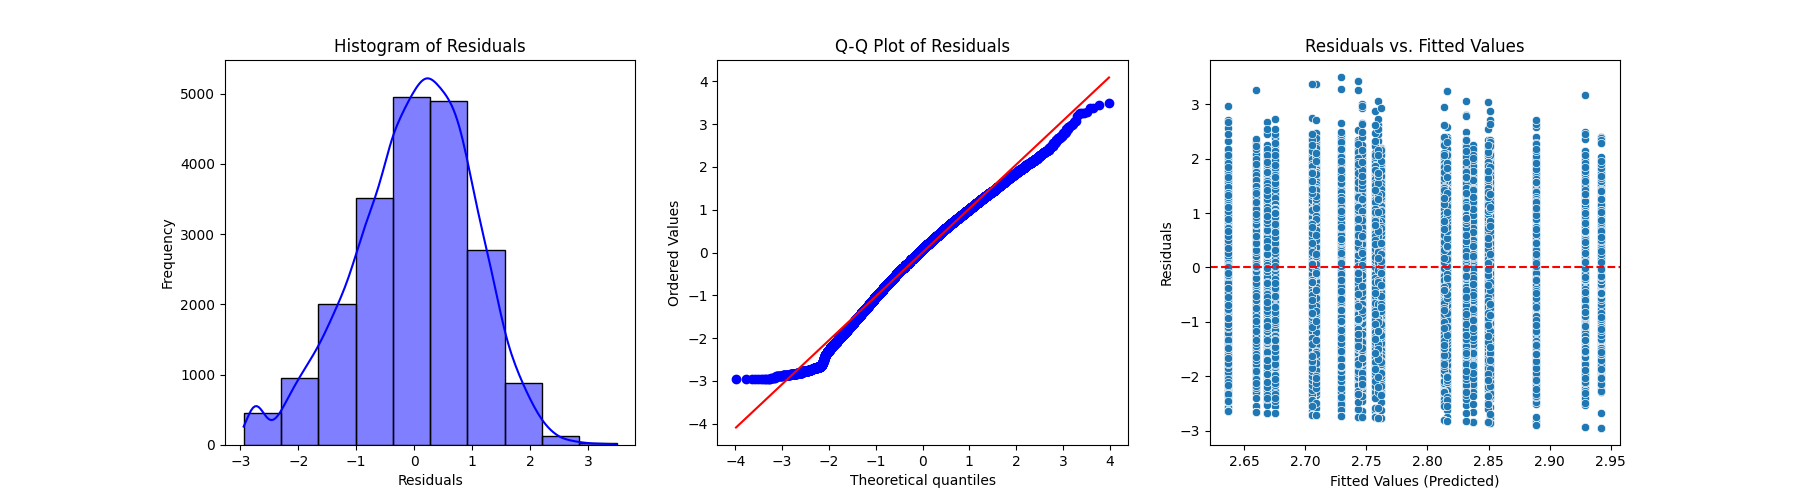 Histogram of Residuals
5000
4000
3000
2000
1000
0
Frequency
−3 −2 −1 0 1 2 3
Residuals
Q-Q Plot of Residuals
4
3
2
1
0
−1
−2
−3
−4
Ordered Values
−4 −3 −2 −1 0 1 2 3 4
Theoretical quantiles
Residuals vs. Fitted Values
3
2
1
0
−1
−2
−3
Residuals
2.65 2.70 2.75 2.80 2.85 2.90 2.95
Fitted Values (Predicted)